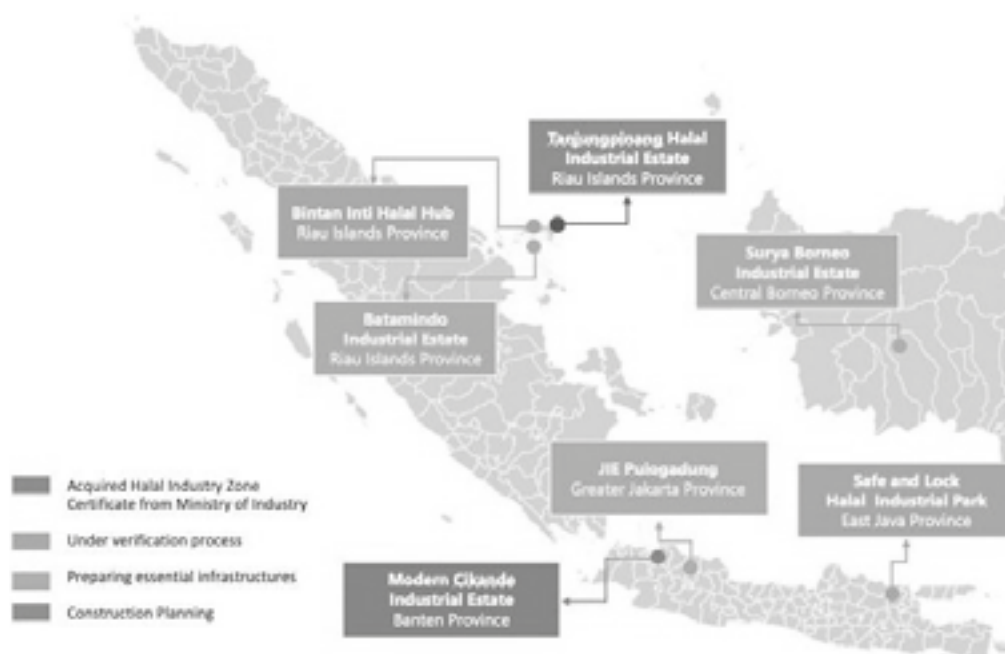 Tanjungpinang Halal
Industrial Estate
Riau Islands Province
Bintan Inti Halal Hub
Riau Islands Province
Surya Borneo
Industrial Estate
Central Borneo Province
Batamindo
Industrial Estate
Riau Islands Province
JIE Pulogadung
Greater Jakarta Province
Safe and Lock
Halal Industrial Park
East Java Province
Modern Cikande
Industrial Estate
Banten Province
Acquired Halal Industry Zone
Certificate from Ministry of Industry
Under verification process
Preparing essential infrastructures
Construction Planning